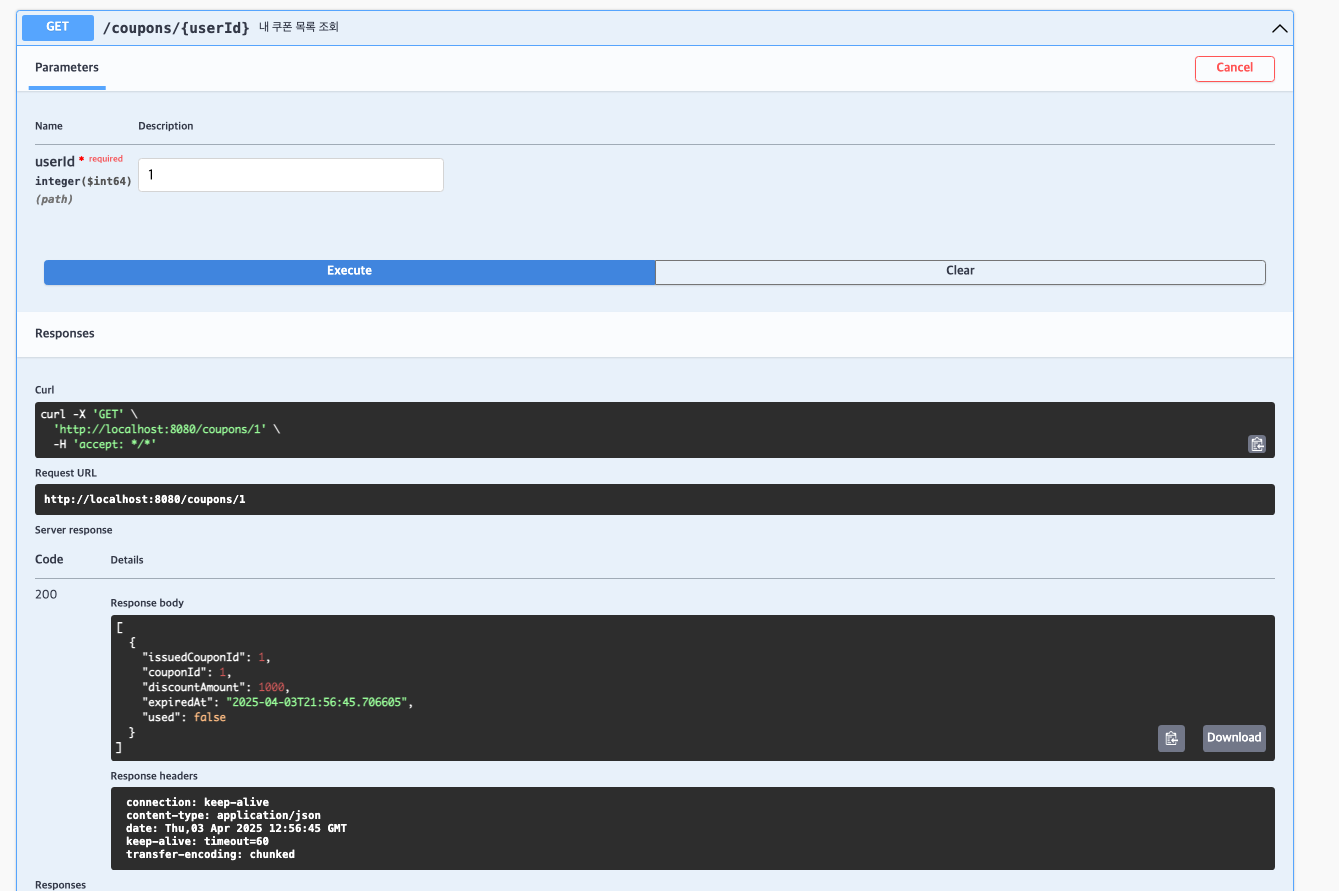 GET /coupons/{userId} 내 쿠폰 목록 조회
Parameters
Cancel
Name Description
userId * required
integer($int64)
(path)
1
Execute Clear
Responses
Curl
curl -X 'GET' \
'http://localhost:8080/coupons/1' \
-H 'accept: */*'
Request URL
http://localhost:8080/coupons/1
Server response
Code Details
200
Response body
[
{
"issuedCouponId": 1,
"couponId": 1,
"discountAmount": 1000,
"expiredAt": "2025-04-03T21:56:45.706605",
"used": false
}
]
Download
Response headers
connection: keep-alive
content-type: application/json
date: Thu,03 Apr 2025 12:56:45 GMT
keep-alive: timeout=60
transfer-encoding: chunked
Responses